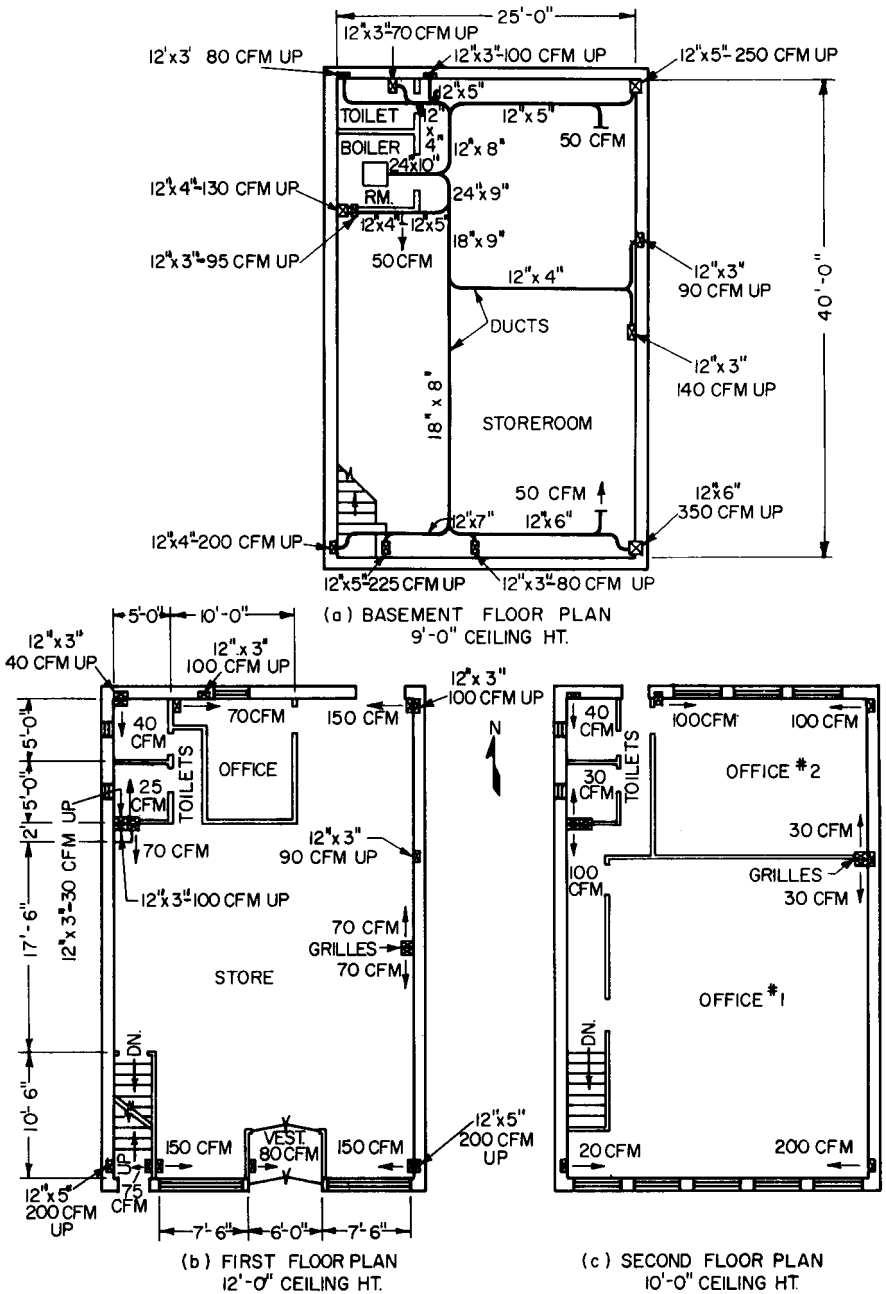 25'-0"
12"x3"-70 CFM UP
12"x3"-100 CFM UP
12'x3' 80 CFM UP
12"x5"-250 CFM UP
12"x5"
TOILET
12"
x
4"
12"x5"
50 CFM
BOILER
12"x8"
24"x10"
12"x4"-130 CFM UP
RM.
24"x9"
12"x4"-12"x5"
18"x9"
12"x3"-95 CFM UP
50 CFM
12"x3"
90 CFM UP
12"x4"
40'-0"
DUCTS
12"x3"
140 CFM UP
18"x8"
STOREROOM
50 CFM
12"x6"
350 CFM UP
12"x7"
12"x6"
12"x4"-200 CFM UP
12"x5"-225 CFM UP
12"x3"-80 CFM UP
(a) BASEMENT FLOOR PLAN
9'-0" CEILING HT.
5'-0"
10'-0"
12"x3"
40 CFM UP
12".x3"
100 CFM UP
12"x3"
100 CFM UP
70CFM
150 CFM
5'-0"
40
CFM
TOILETS
OFFICE
N
5'-0"
25
CFM
2'
70 CFM
12"x3"
90 CFM UP
12"x3"-30 CFM UP
12"x3"-100 CFM UP
17'-6"
70 CFM
GRILLES
70 CFM
STORE
DN.
10'-6"
UP
150 CFM
VEST.
80CFM
150 CFM
12"x5"
200 CFM
UP
75
CFM
12"x5"
200 CFM
UP
7'-6"
6'-0"
7'-6"
(b) FIRST FLOOR PLAN
12'-0" CEILING HT.
40
CFM
100CFM
100 CFM
TOILETS
30
CFM
OFFICE #2
30 CFM
100
CFM
GRILLES
30 CFM
OFFICE #1
DN.
20 CFM
200 CFM
(c) SECOND FLOOR PLAN
10'-0" CEILING HT.